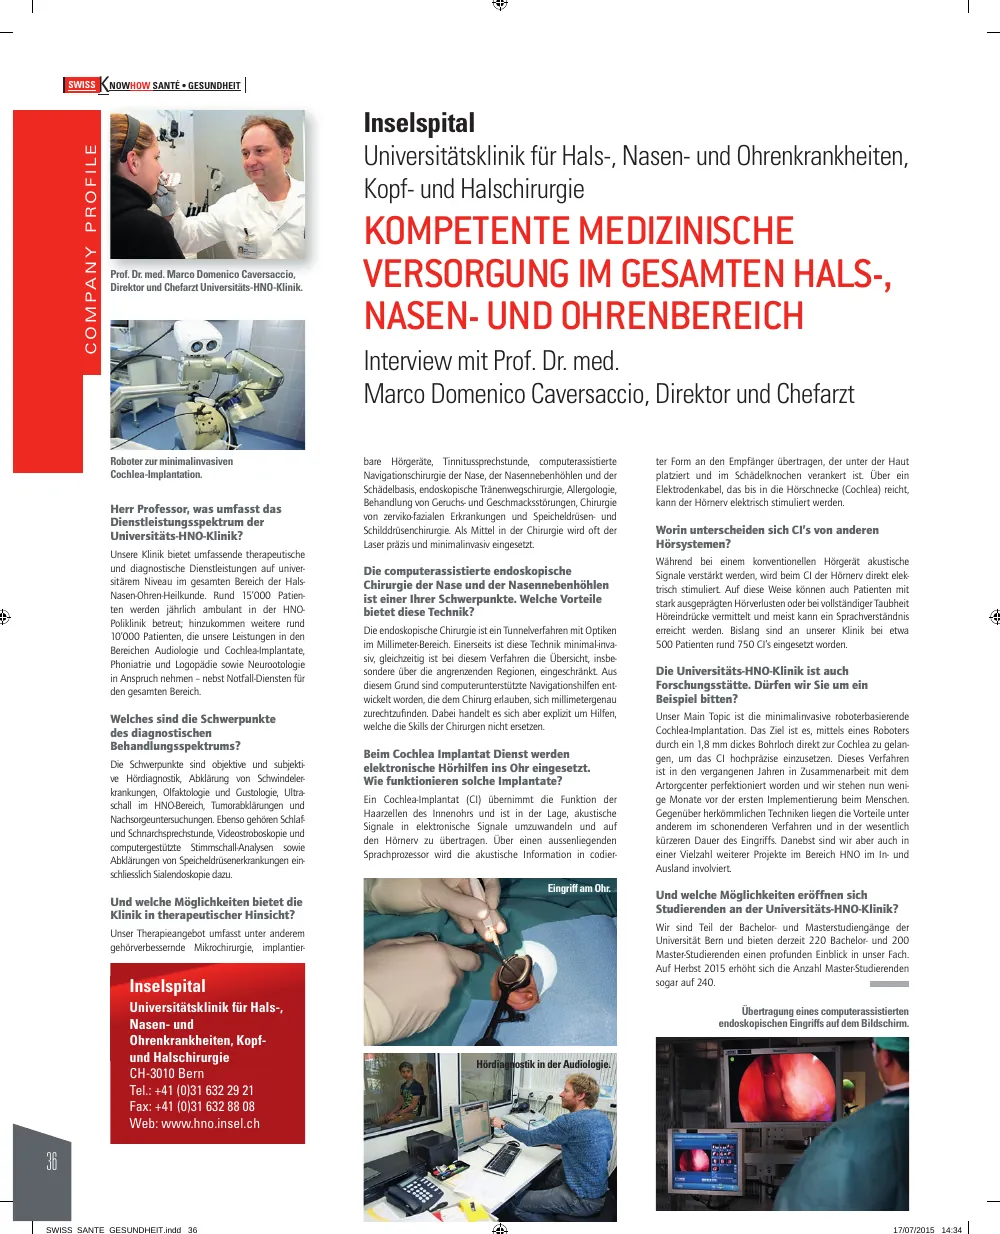 SWISS KNOWHOW SANTÉ • GESUNDHEIT
COMPANY PROFILE
Prof. Dr. med. Marco Domenico Caversaccio,
Direktor und Chefarzt Universitäts-HNO-Klinik.
Roboter zur minimalinvasiven
Cochlea-Implantation.
Inselspital
Universitätsklinik für Hals-, Nasen- und Ohrenkrankheiten,
Kopf- und Halschirurgie
KOMPETENTE MEDIZINISCHE
VERSORGUNG IM GESAMTEN HALS-,
NASEN- UND OHRENBEREICH
Interview mit Prof. Dr. med.
Marco Domenico Caversaccio, Direktor und Chefarzt
Herr Professor, was umfasst das
Dienstleistungsspektrum der
Universitäts-HNO-Klinik?
Unsere Klinik bietet umfassende therapeutische
und diagnostische Dienstleistungen auf univer-
sitärem Niveau im gesamten Bereich der Hals-
Nasen-Ohren-Heilkunde. Rund 15’000 Patien-
ten werden jährlich ambulant in der HNO-
Poliklinik betreut; hinzukommen weitere rund
10’000 Patienten, die unsere Leistungen in den
Bereichen Audiologie und Cochlea-Implantate,
Phoniatrie und Logopädie sowie Neurootologie
in Anspruch nehmen – nebst Notfall-Diensten für
den gesamten Bereich.
Welches sind die Schwerpunkte
des diagnostischen
Behandlungsspektrums?
Die Schwerpunkte sind objektive und subjekti-
ve Hördiagnostik, Abklärung von Schwindeler-
krankungen, Olfaktologie und Gustologie, Ultra-
schall im HNO-Bereich, Tumorabklärungen und
Nachsorgeuntersuchungen. Ebenso gehören Schlaf-
und Schnarchsprechstunde, Videostroboskopie und
computergestützte Stimmschall-Analysen sowie
Abklärungen von Speicheldrüsenerkrankungen ein-
schliesslich Sialendoskopie dazu.
Und welche Möglichkeiten bietet die
Klinik in therapeutischer Hinsicht?
Unser Therapieangebot umfasst unter anderem
gehörverbessernde Mikrochirurgie, implantier-
bare Hörgeräte, Tinnitussprechstunde, computerassistierte
Navigationschirurgie der Nase, der Nasennebenhöhlen und der
Schädelbasis, endoskopische Tränenwegschirurgie, Allergologie,
Behandlung von Geruchs- und Geschmacksstörungen, Chirurgie
von zerviko-fazialen Erkrankungen und Speicheldrüsen- und
Schilddrüsenchirurgie. Als Mittel in der Chirurgie wird oft der
Laser präzis und minimalinvasiv eingesetzt.
Die computerassistierte endoskopische
Chirurgie der Nase und der Nasennebenhöhlen
ist einer Ihrer Schwerpunkte. Welche Vorteile
bietet diese Technik?
Die endoskopische Chirurgie ist ein Tunnelverfahren mit Optiken
im Millimeter-Bereich. Einerseits ist diese Technik minimal-inva-
siv, gleichzeitig ist bei diesem Verfahren die Übersicht, insbe-
sondere über die angrenzenden Regionen, eingeschränkt. Aus
diesem Grund sind computerunterstützte Navigationshilfen ent-
wickelt worden, die dem Chirurg erlauben, sich millimetergenau
zurechtzufinden. Dabei handelt es sich aber explizit um Hilfen,
welche die Skills der Chirurgen nicht ersetzen.
Beim Cochlea Implantat Dienst werden
elektronische Hörhilfen ins Ohr eingesetzt.
Wie funktionieren solche Implantate?
Ein Cochlea-Implantat (CI) übernimmt die Funktion der
Haarzellen des Innenohrs und ist in der Lage, akustische
Signale in elektronische Signale umzuwandeln und auf
den Hörnerv zu übertragen. Über einen aussenliegenden
Sprachprozessor wird die akustische Information in codier-
ter Form an den Empfänger übertragen, der unter der Haut
platziert und im Schädelknochen verankert ist. Über ein
Elektrodenkabel, das bis in die Hörschnecke (Cochlea) reicht,
kann der Hörnerv elektrisch stimuliert werden.
Worin unterscheiden sich CI’s von anderen
Hörsystemen?
Während bei einem konventionellen Hörgerät akustische
Signale verstärkt werden, wird beim CI der Hörnerv direkt elek-
trisch stimuliert. Auf diese Weise können auch Patienten mit
stark ausgeprägten Hörverlusten oder bei vollständiger Taubheit
Höreindrücke vermittelt und meist kann ein Sprachverständnis
erreicht werden. Bislang sind an unserer Klinik bei etwa
500 Patienten rund 750 CI’s eingesetzt worden.
Die Universitäts-HNO-Klinik ist auch
Forschungsstätte. Dürfen wir Sie um ein
Beispiel bitten?
Unser Main Topic ist die minimalinvasive roboterbasierende
Cochlea-Implantation. Das Ziel ist es, mittels eines Roboters
durch ein 1,8 mm dickes Bohrloch direkt zur Cochlea zu gelan-
gen, um das CI hochpräzise einzusetzen. Dieses Verfahren
ist in den vergangenen Jahren in Zusammenarbeit mit dem
Artorgcenter perfektioniert worden und wir stehen nun weni-
ge Monate vor der ersten Implementierung beim Menschen.
Gegenüber herkömmlichen Techniken liegen die Vorteile unter
anderem im schonenderen Verfahren und in der wesentlich
kürzeren Dauer des Eingriffs. Danebst sind wir aber auch in
einer Vielzahl weiterer Projekte im Bereich HNO im In- und
Ausland involviert.
Und welche Möglichkeiten eröffnen sich
Studierenden an der Universitäts-HNO-Klinik?
Wir sind Teil der Bachelor- und Masterstudiengänge der
Universität Bern und bieten derzeit 220 Bachelor- und 200
Master-Studierenden einen profunden Einblick in unser Fach.
Auf Herbst 2015 erhöht sich die Anzahl Master-Studierenden
sogar auf 240.
Eingriff am Ohr.
Hördiagnostik in der Audiologie.
Übertragung eines computerassistierten
endoskopischen Eingriffs auf dem Bildschirm.
Inselspital
Universitätsklinik für Hals-,
Nasen- und
Ohrenkrankheiten, Kopf-
und Halschirurgie
CH-3010 Bern
Tel.: +41 (0)31 632 29 21
Fax: +41 (0)31 632 88 08
Web: www.hno.insel.ch
36
SWISS_SANTE_GESUNDHEIT.indd 36
17/07/2015 14:34